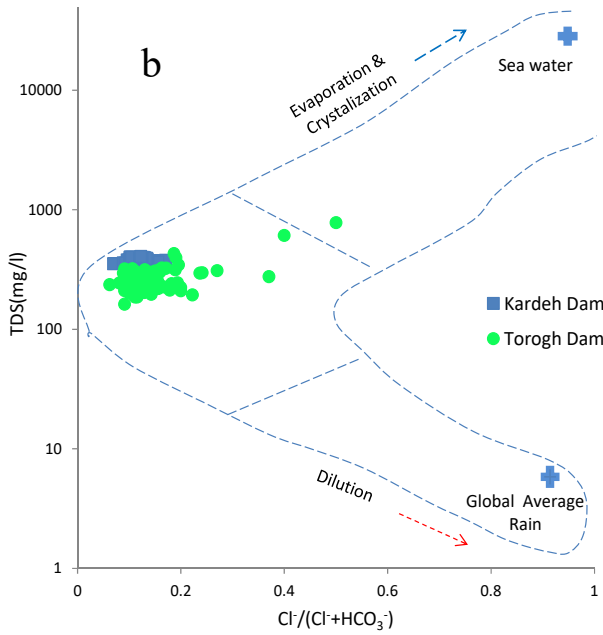 b
Evaporation &
Crystalization
Sea water
10000
1000
100
10
1
TDS(mg/l)
Kardeh Dam
Torogh Dam
Dilution
Global Average
Rain
0
0.2
0.4
0.6
0.8
1
Cl⁻/(Cl⁻+HCO₃⁻)